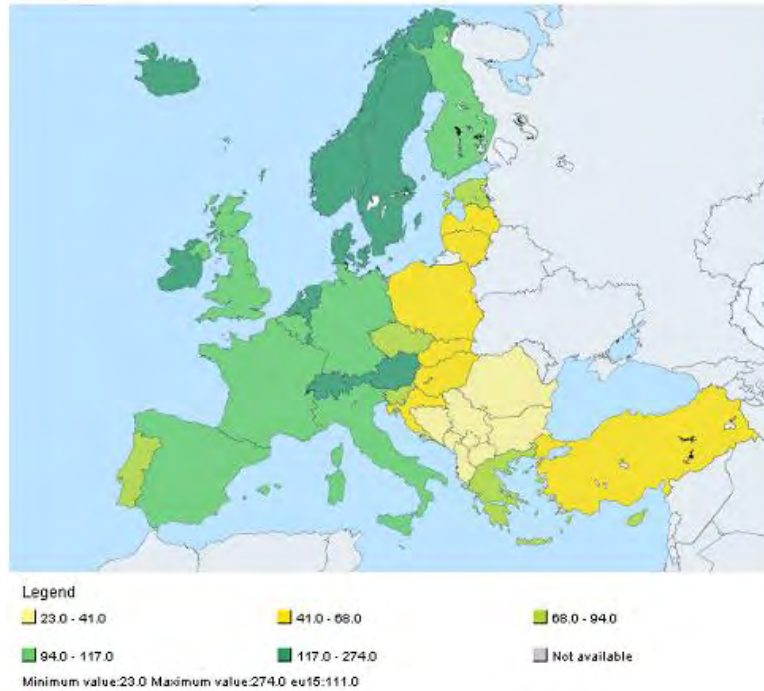 Legend
23.0 - 41.0 41.0 - 68.0 68.0 - 94.0
94.0 - 117.0 117.0 - 274.0 Not available
Minimum value:23.0 Maximum value:274.0 eu15:111.0